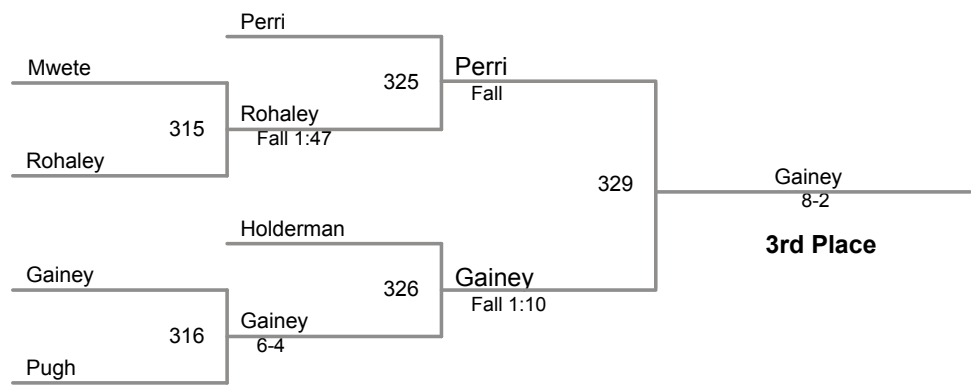 Perri
Mwete
325
Perri
Fall
Rohaley
315
Fall 1:47
Rohaley
329
Gainey
8-2
3rd Place
Holderman
Gainey
326
Gainey
Fall 1:10
316
Gainey
6-4
Pugh